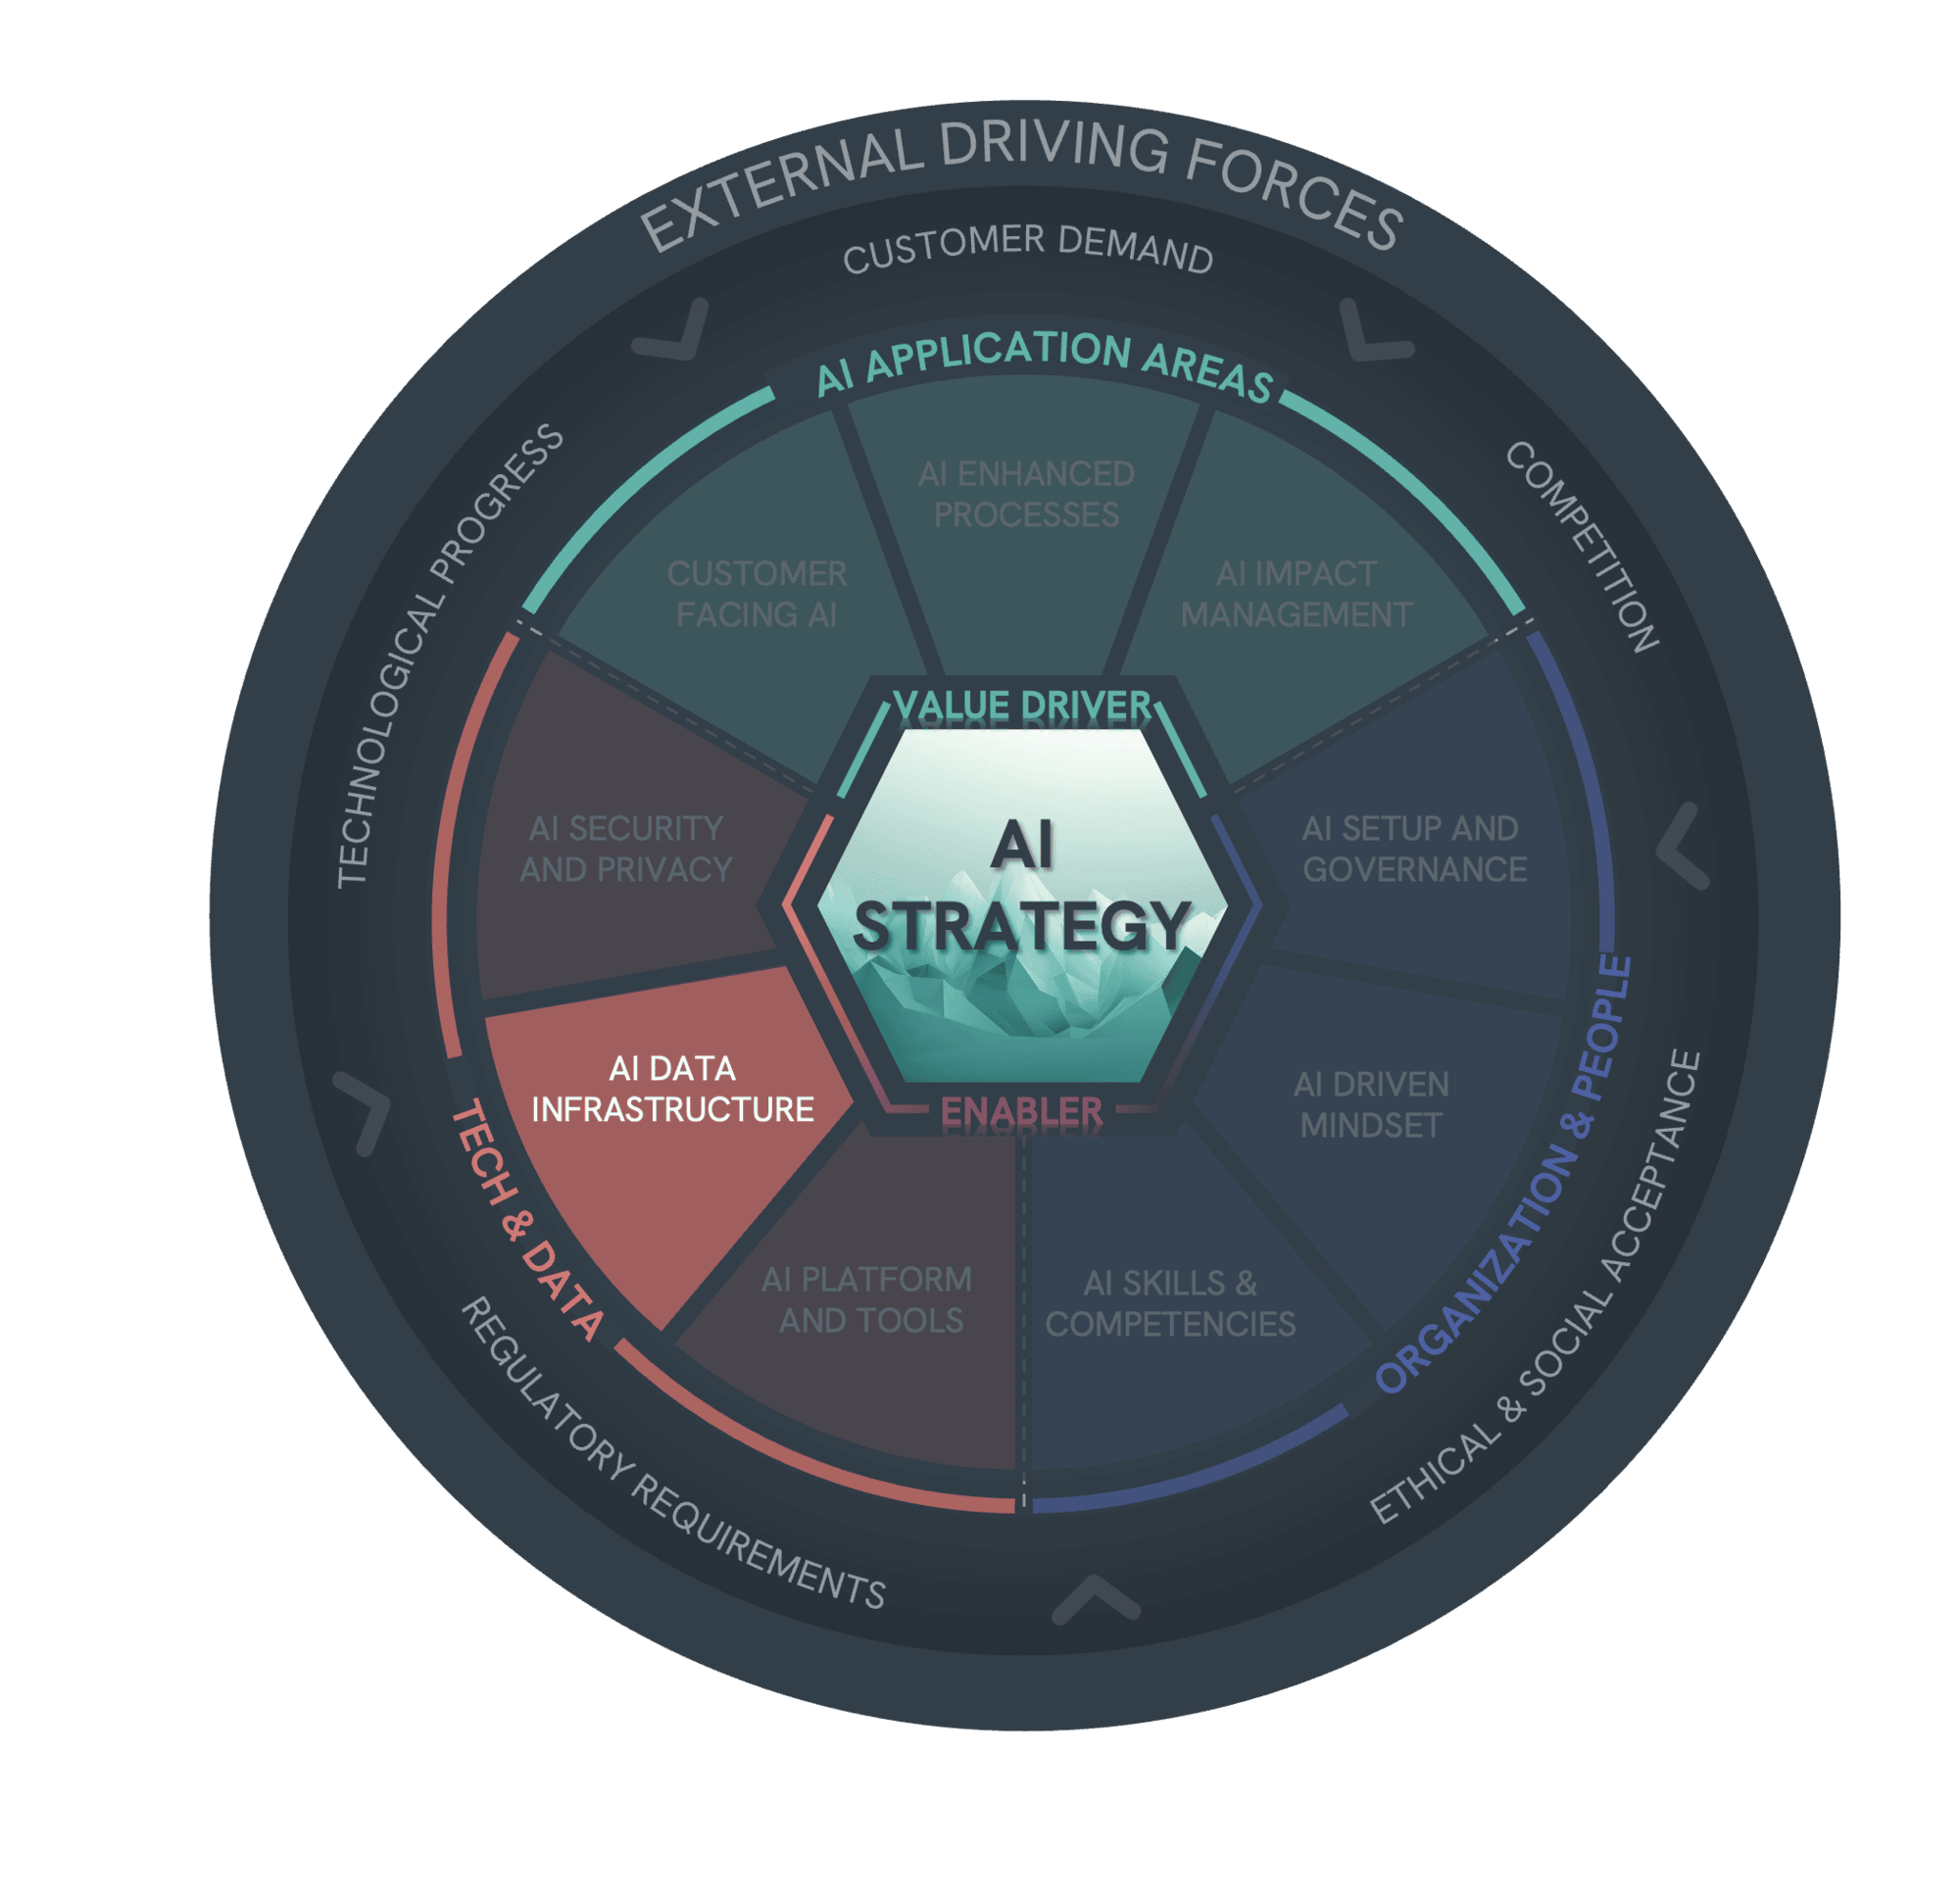 EXTERNAL DRIVING FORCES
CUSTOMER DEMAND
TECHNOLOGICAL PROGRESS
COMPETITION
AI APPLICATION AREAS
AI ENHANCED
PROCESSES
CUSTOMER
FACING AI
AI IMPACT
MANAGEMENT
VALUE DRIVER
AI
STRATEGY
ENABLER
AI SECURITY
AND PRIVACY
AI SETUP AND
GOVERNANCE
AI DATA
INFRASTRUCTURE
AI DRIVEN
MINDSET
AI PLATFORM
AND TOOLS
AI SKILLS &
COMPETENCIES
TECH & DATA
ORGANIZATION & PEOPLE
REGULATORY REQUIREMENTS
ETHICAL & SOCIAL ACCEPTANCE